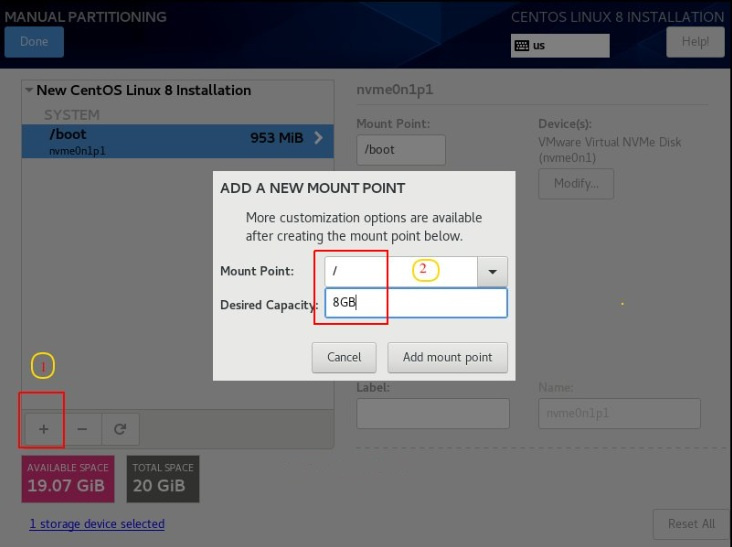 MANUAL PARTITIONING
CENTOS LINUX 8 INSTALLATION
Done
us
Help!
New CentOS Linux 8 Installation
SYSTEM
/boot
953 MiB
nvme0n1p1
nvme0n1p1
Mount Point:
Device(s):
/boot
VMware Virtual NVMe Disk
(nvme0n1)
Modify...
ADD A NEW MOUNT POINT
More customization options are available
after creating the mount point below.
Mount Point:
/
2
Desired Capacity:
8GB
Cancel
Add mount point
1
Label:
Name:
nvme0n1p1
+
−
AVAILABLE SPACE
19.07 GiB
TOTAL SPACE
20 GiB
1 storage device selected
Reset All